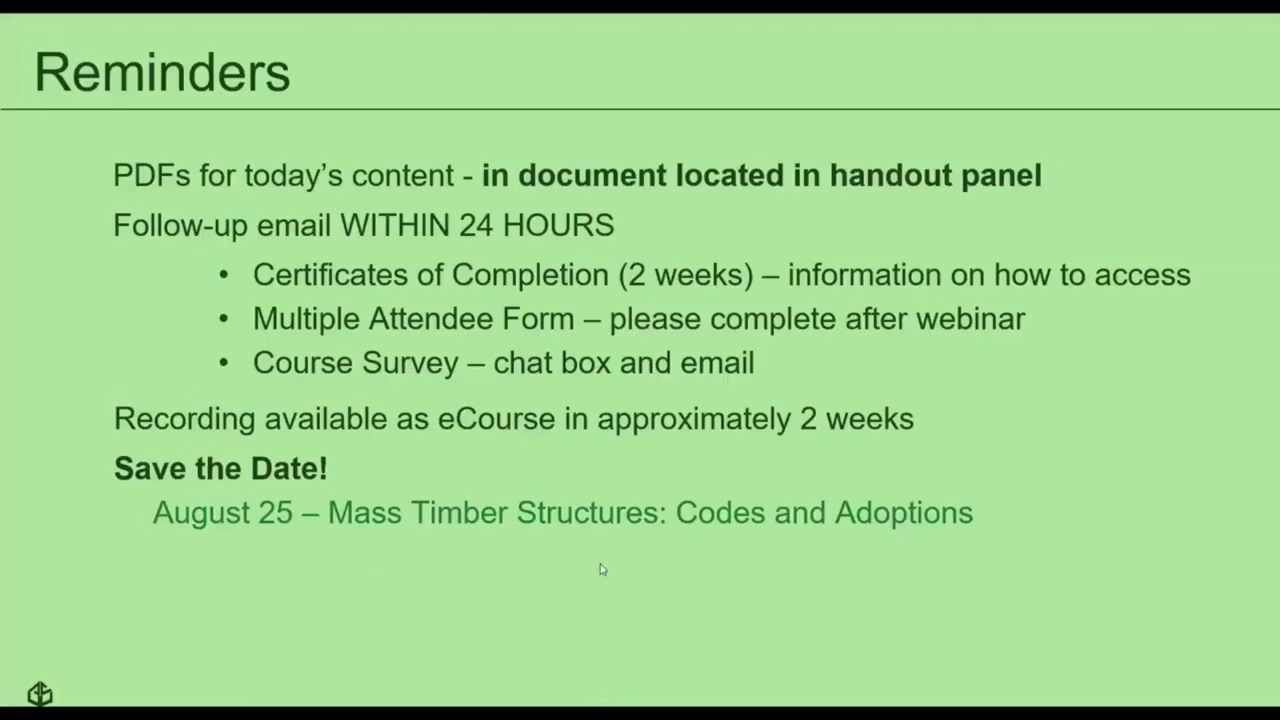 Reminders
PDFs for today’s content - in document located in handout panel
Follow-up email WITHIN 24 HOURS
• Certificates of Completion (2 weeks) – information on how to access
• Multiple Attendee Form – please complete after webinar
• Course Survey – chat box and email
Recording available as eCourse in approximately 2 weeks
Save the Date!
August 25 – Mass Timber Structures: Codes and Adoptions